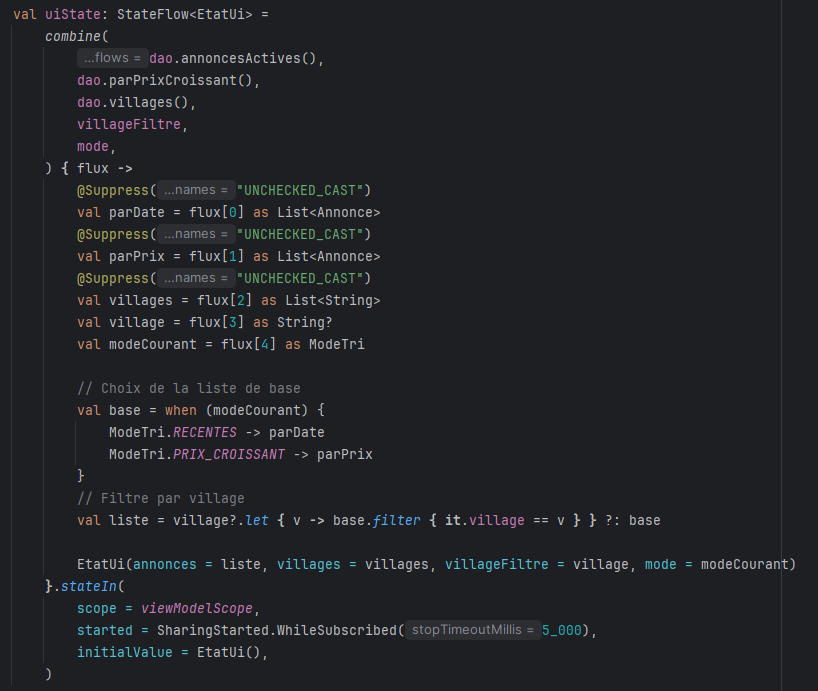 val uiState: StateFlow<EtatUi> =
    combine(
        ...flows = dao.annoncesActives(),
        dao.parPrixCroissant(),
        dao.villages(),
        villageFiltre,
        mode,
    ) { flux ->
        @Suppress( ...names = "UNCHECKED_CAST")
        val parDate = flux[0] as List<Annonce>
        @Suppress( ...names = "UNCHECKED_CAST")
        val parPrix = flux[1] as List<Annonce>
        @Suppress( ...names = "UNCHECKED_CAST")
        val villages = flux[2] as List<String>
        val village = flux[3] as String?
        val modeCourant = flux[4] as ModeTri

        // Choix de la liste de base
        val base = when (modeCourant) {
            ModeTri.RECENTES -> parDate
            ModeTri.PRIX_CROISSANT -> parPrix
        }
        // Filtre par village
        val liste = village?.let { v -> base.filter { it.village == v } } ?: base

        EtatUi(annonces = liste, villages = villages, villageFiltre = village, mode = modeCourant)
    }.stateIn(
        scope = viewModelScope,
        started = SharingStarted.WhileSubscribed( stopTimeoutMillis = 5_000),
        initialValue = EtatUi(),
    )